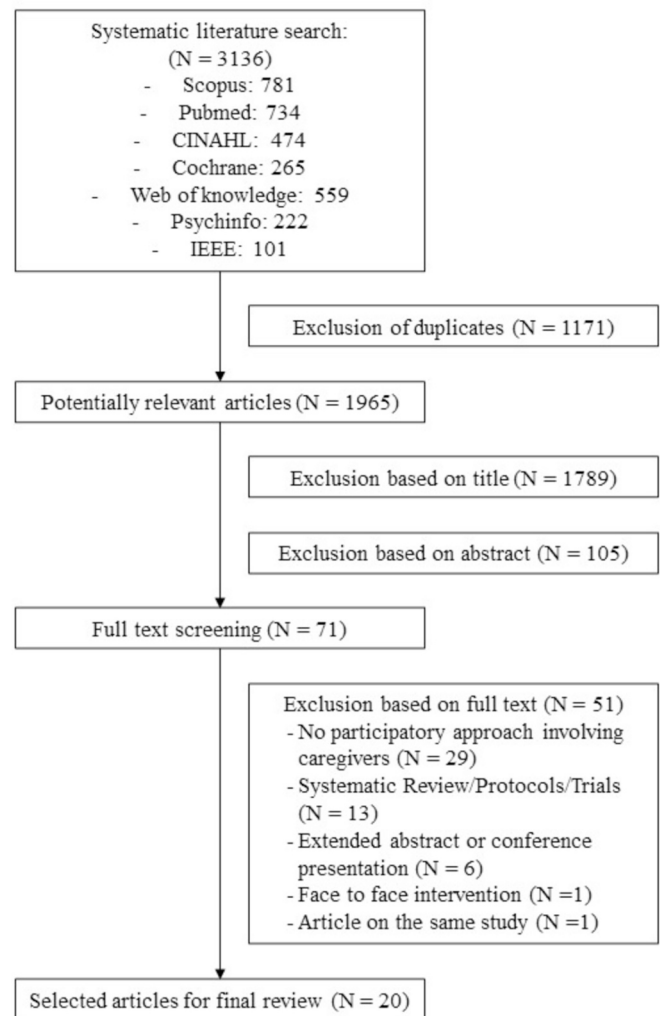 Systematic literature search:
(N = 3136)
- Scopus: 781
- Pubmed: 734
- CINAHL: 474
- Cochrane: 265
- Web of knowledge: 559
- Psychinfo: 222
- IEEE: 101
Exclusion of duplicates (N = 1171)
Potentially relevant articles (N = 1965)
Exclusion based on title (N = 1789)
Exclusion based on abstract (N = 105)
Full text screening (N = 71)
Exclusion based on full text (N = 51)
- No participatory approach involving
caregivers (N = 29)
- Systematic Review/Protocols/Trials
(N = 13)
- Extended abstract or conference
presentation (N = 6)
- Face to face intervention (N =1)
- Article on the same study (N =1)
Selected articles for final review (N = 20)